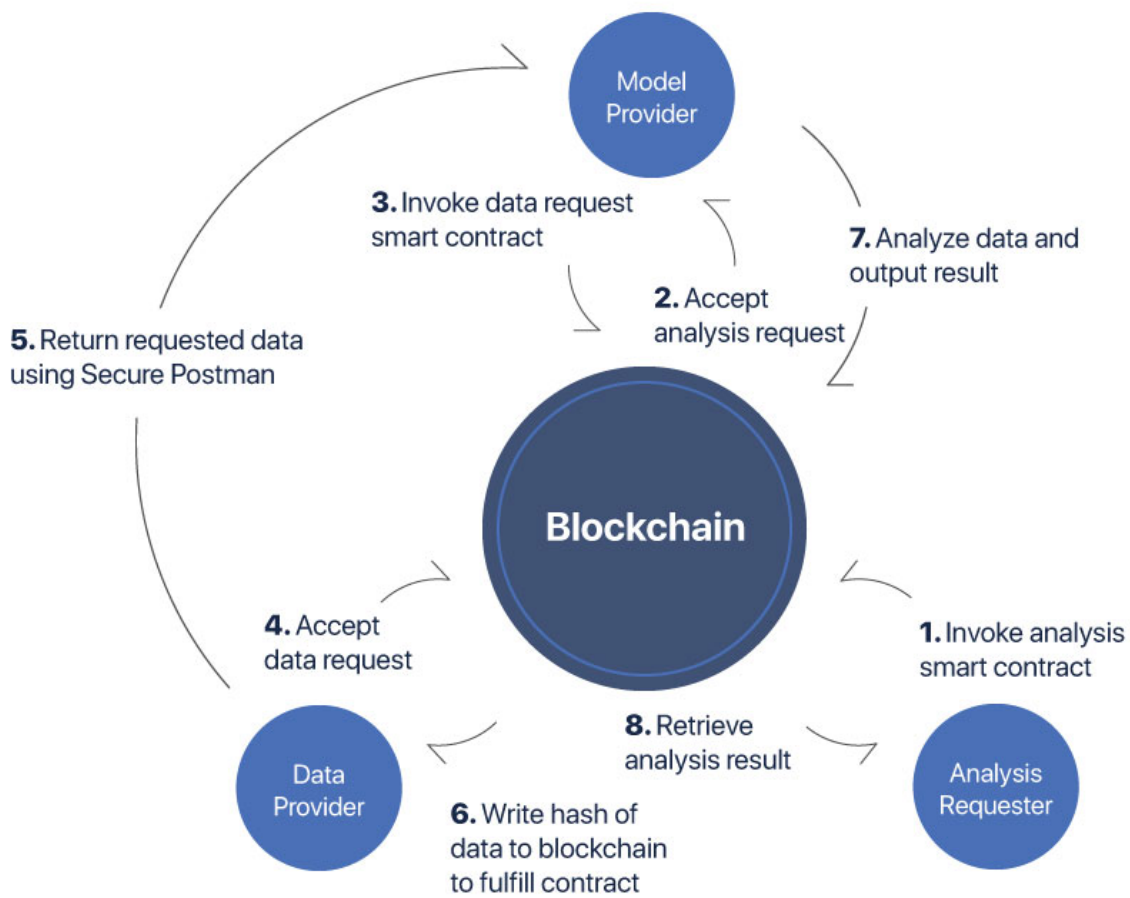 Model
Provider
3. Invoke data request
smart contract
7. Analyze data and
output result
2. Accept
analysis request
5. Return requested data
using Secure Postman
Blockchain
4. Accept
data request
1. Invoke analysis
smart contract
8. Retrieve
analysis result
Data
Provider
Analysis
Requester
6. Write hash of
data to blockchain
to fulfill contract